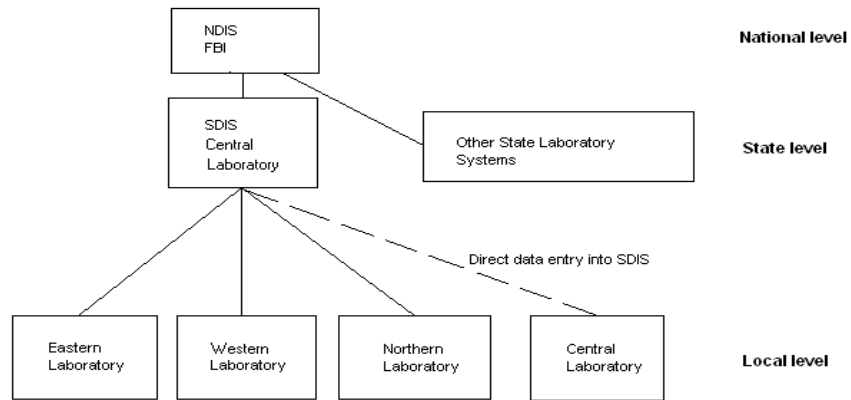 NDIS
FBI
National level
SDIS
Central
Laboratory
Other State Laboratory
Systems
State level
Direct data entry into SDIS
Eastern
Laboratory
Western
Laboratory
Northern
Laboratory
Central
Laboratory
Local level